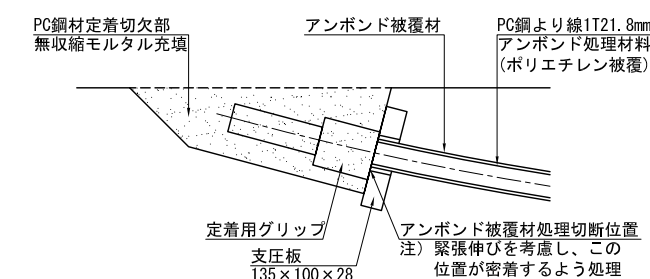 PC鋼材定着切欠部
無収縮モルタル充填
アンボンド被覆材
PC鋼より線1T21.8mm
アンボンド処理材料
(ポリエチレン被覆)
定着用グリップ
支圧板
135×100×28
アンボンド被覆材処理切断位置
注）緊張伸びを考慮し、この
位置が密着するよう処理